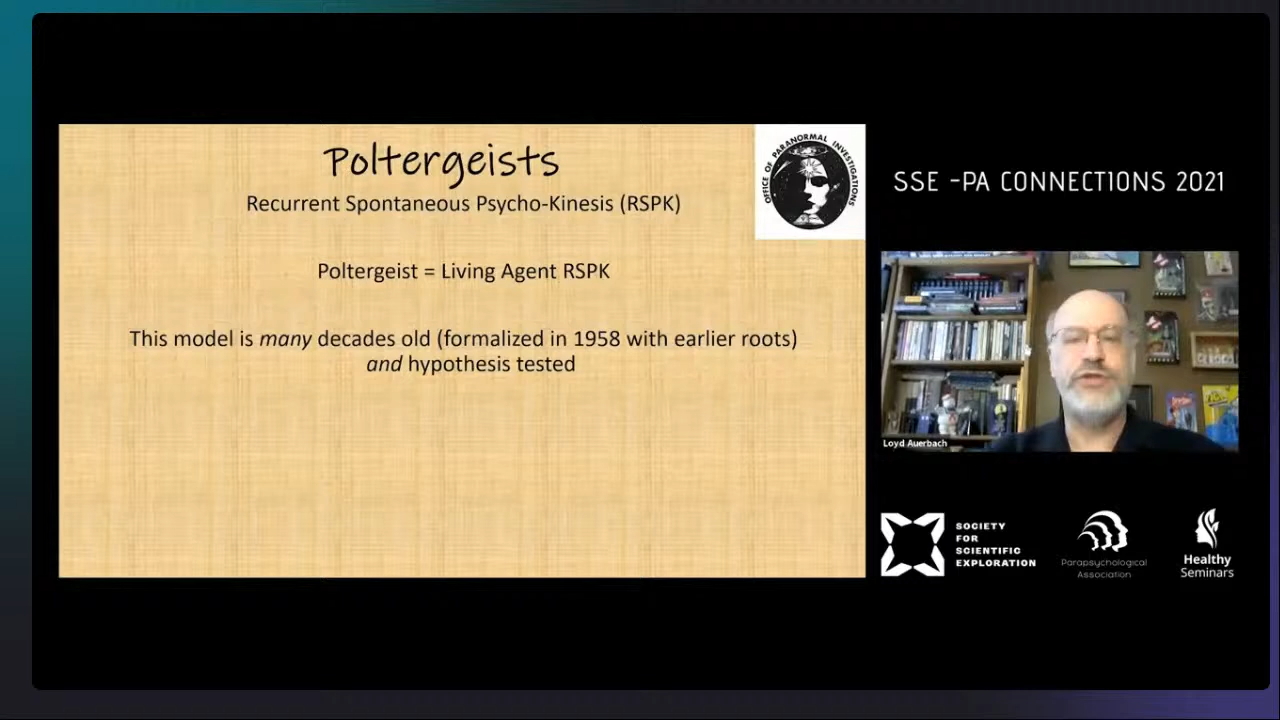 Poltergeists
Recurrent Spontaneous Psycho-Kinesis (RSPK)
Poltergeist = Living Agent RSPK
This model is many decades old (formalized in 1958 with earlier roots)
and hypothesis tested
OFFICE OF PARANORMAL INVESTIGATIONS
SSE -PA CONNECTIONS 2021
Loyd Auerbach
SOCIETY
FOR
SCIENTIFIC
EXPLORATION
Parapsychological
Association
Healthy
Seminars